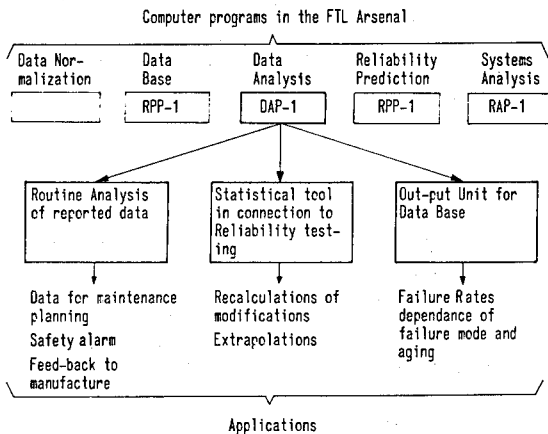 Computer programs in the FTL Arsenal
Data Nor-
malization
Data
Base
Data
Analysis
Reliability
Prediction
Systems
Analysis
RPP-1
DAP-1
RPP-1
RAP-1
Routine Analysis
of reported data
Statistical tool
in connection to
Reliability test-
ing
Out-put Unit for
Data Base
Data for maintenance
planning
Safety alarm
Feed-back to
manufacture
Recalculations of
modifications
Extrapolations
Failure Rates
dependance of
failure mode and
aging
Applications